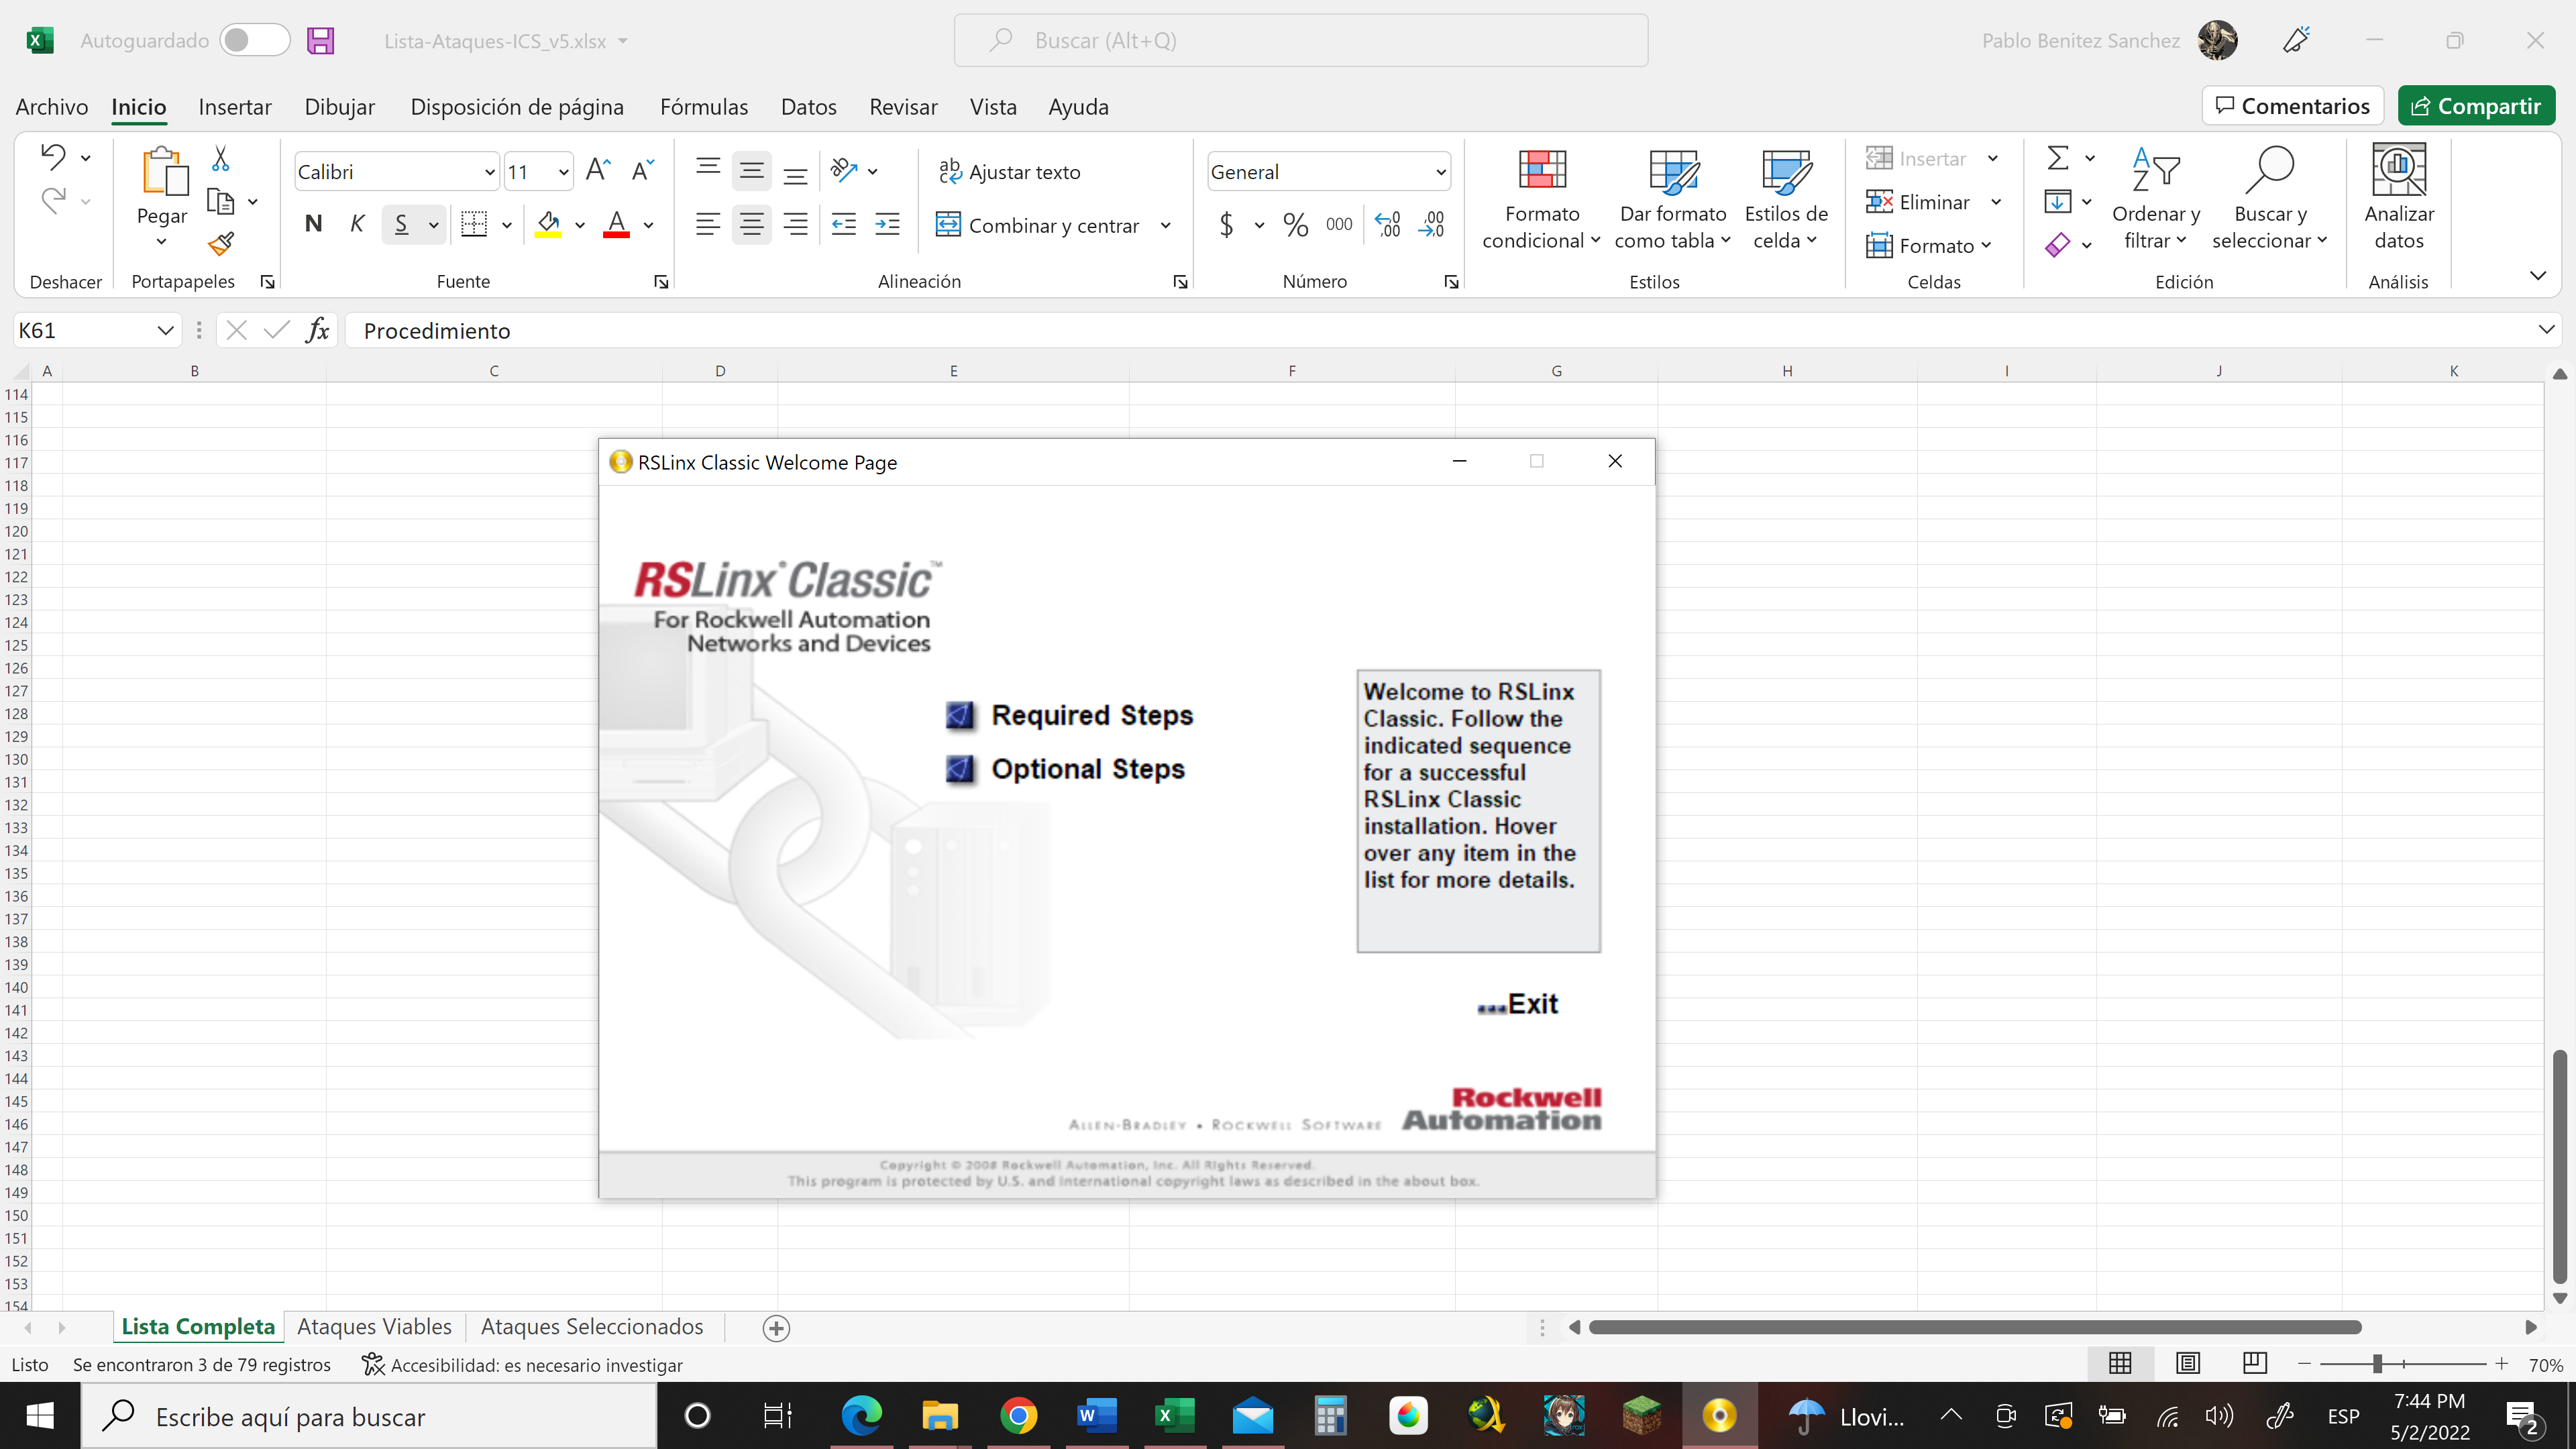 Autoguardado
Lista-Ataques-ICS_v5.xlsx
Buscar (Alt+Q)
Pablo Benitez Sanchez
Archivo Inicio Insertar Dibujar Disposición de página Fórmulas Datos Revisar Vista Ayuda
Comentarios Compartir
Pegar
Calibri 11
N K S
Ajustar texto
Combinar y centrar
General
$ % 000
Formato condicional
Dar formato como tabla
Estilos de celda
Insertar
Eliminar
Formato
Ordenar y filtrar
Buscar y seleccionar
Analizar datos
Deshacer Portapapeles Fuente Alineación Número Estilos Celdas Edición Análisis
K61 fx Procedimiento
A B C D E F G H I J K
114
115
116
117
118
119
120
121
122
123
124
125
126
127
128
129
130
131
132
133
134
135
136
137
138
139
140
141
142
143
144
145
146
147
148
149
150
151
152
153
154
RSLinx Classic Welcome Page
RSLinx Classic™
For Rockwell Automation
Networks and Devices
Required Steps
Optional Steps
Welcome to RSLinx
Classic. Follow the
indicated sequence
for a successful
RSLinx Classic
installation. Hover
over any item in the
list for more details.
...Exit
Allen-Bradley • Rockwell Software
Rockwell
Automation
Copyright © 2008 Rockwell Automation, Inc. All Rights Reserved.
This program is protected by U.S. and International copyright laws as described in the about box.
Lista Completa Ataques Viables Ataques Seleccionados
Listo Se encontraron 3 de 79 registros Accesibilidad: es necesario investigar
70%
Escribe aquí para buscar
Llovi...
ESP
7:44 PM
5/2/2022
2